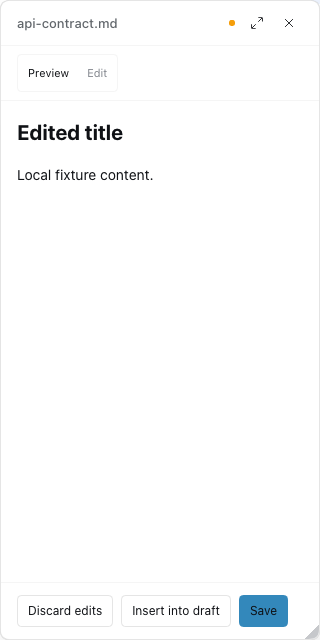 api-contract.md
Preview Edit
Edited title
Local fixture content.
Discard edits Insert into draft Save